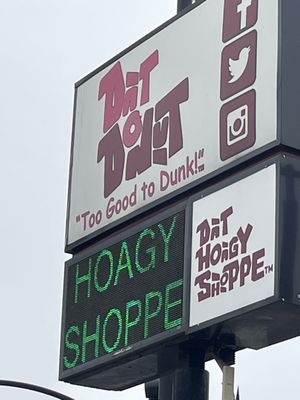 DAT
O
DONUT
"Too Good to Dunk!"
HOAGY
SHOPPE
DAT
HOAGY
SHOPPE™